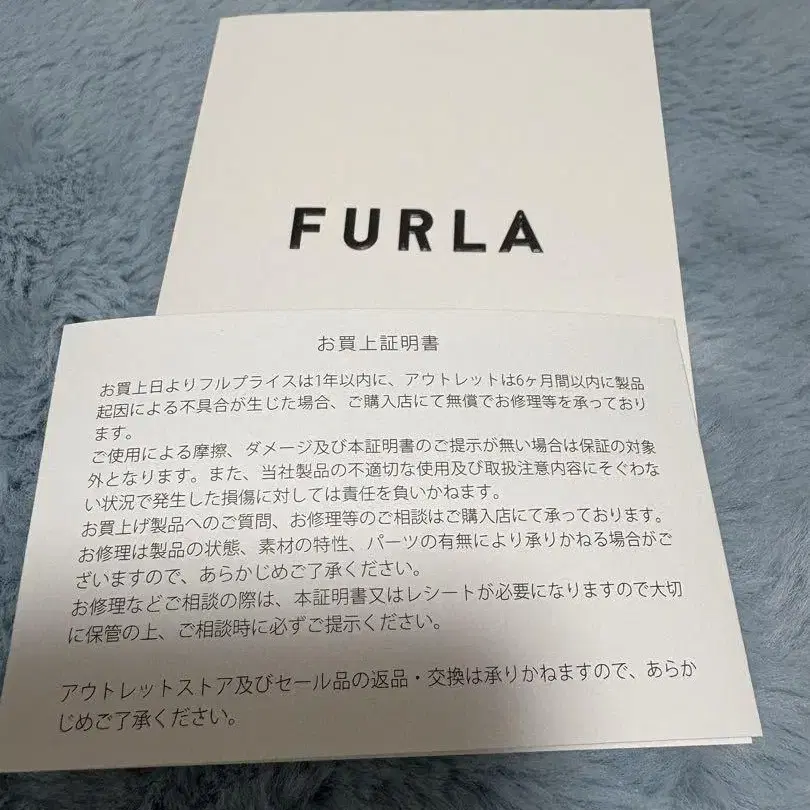 FURLA
お買上証明書
お買上日よりフルプライスは1年以内に、アウトレットは6ヶ月間以内に製品
起因による不具合が生じた場合、ご購入店にて無償でお修理等を承っており
ます。
ご使用による摩擦、ダメージ及び本証明書のご提示が無い場合は保証の対象
外となります。また、当社製品の不適切な使用及び取扱注意内容にそぐわな
い状況で発生した損傷に対しては責任を負いかねます。
お買上げ製品へのご質問、お修理等のご相談はご購入店にて承っております。
お修理は製品の状態、素材の特性、パーツの有無により承りかねる場合がご
ざいますので、あらかじめご了承ください。
お修理などご相談の際は、本証明書又はレシートが必要になりますので大切
に保管の上、ご相談時に必ずご提示ください。
アウトレットストア及びセール品の返品・交換は承りかねますので、あらか
じめご了承ください。